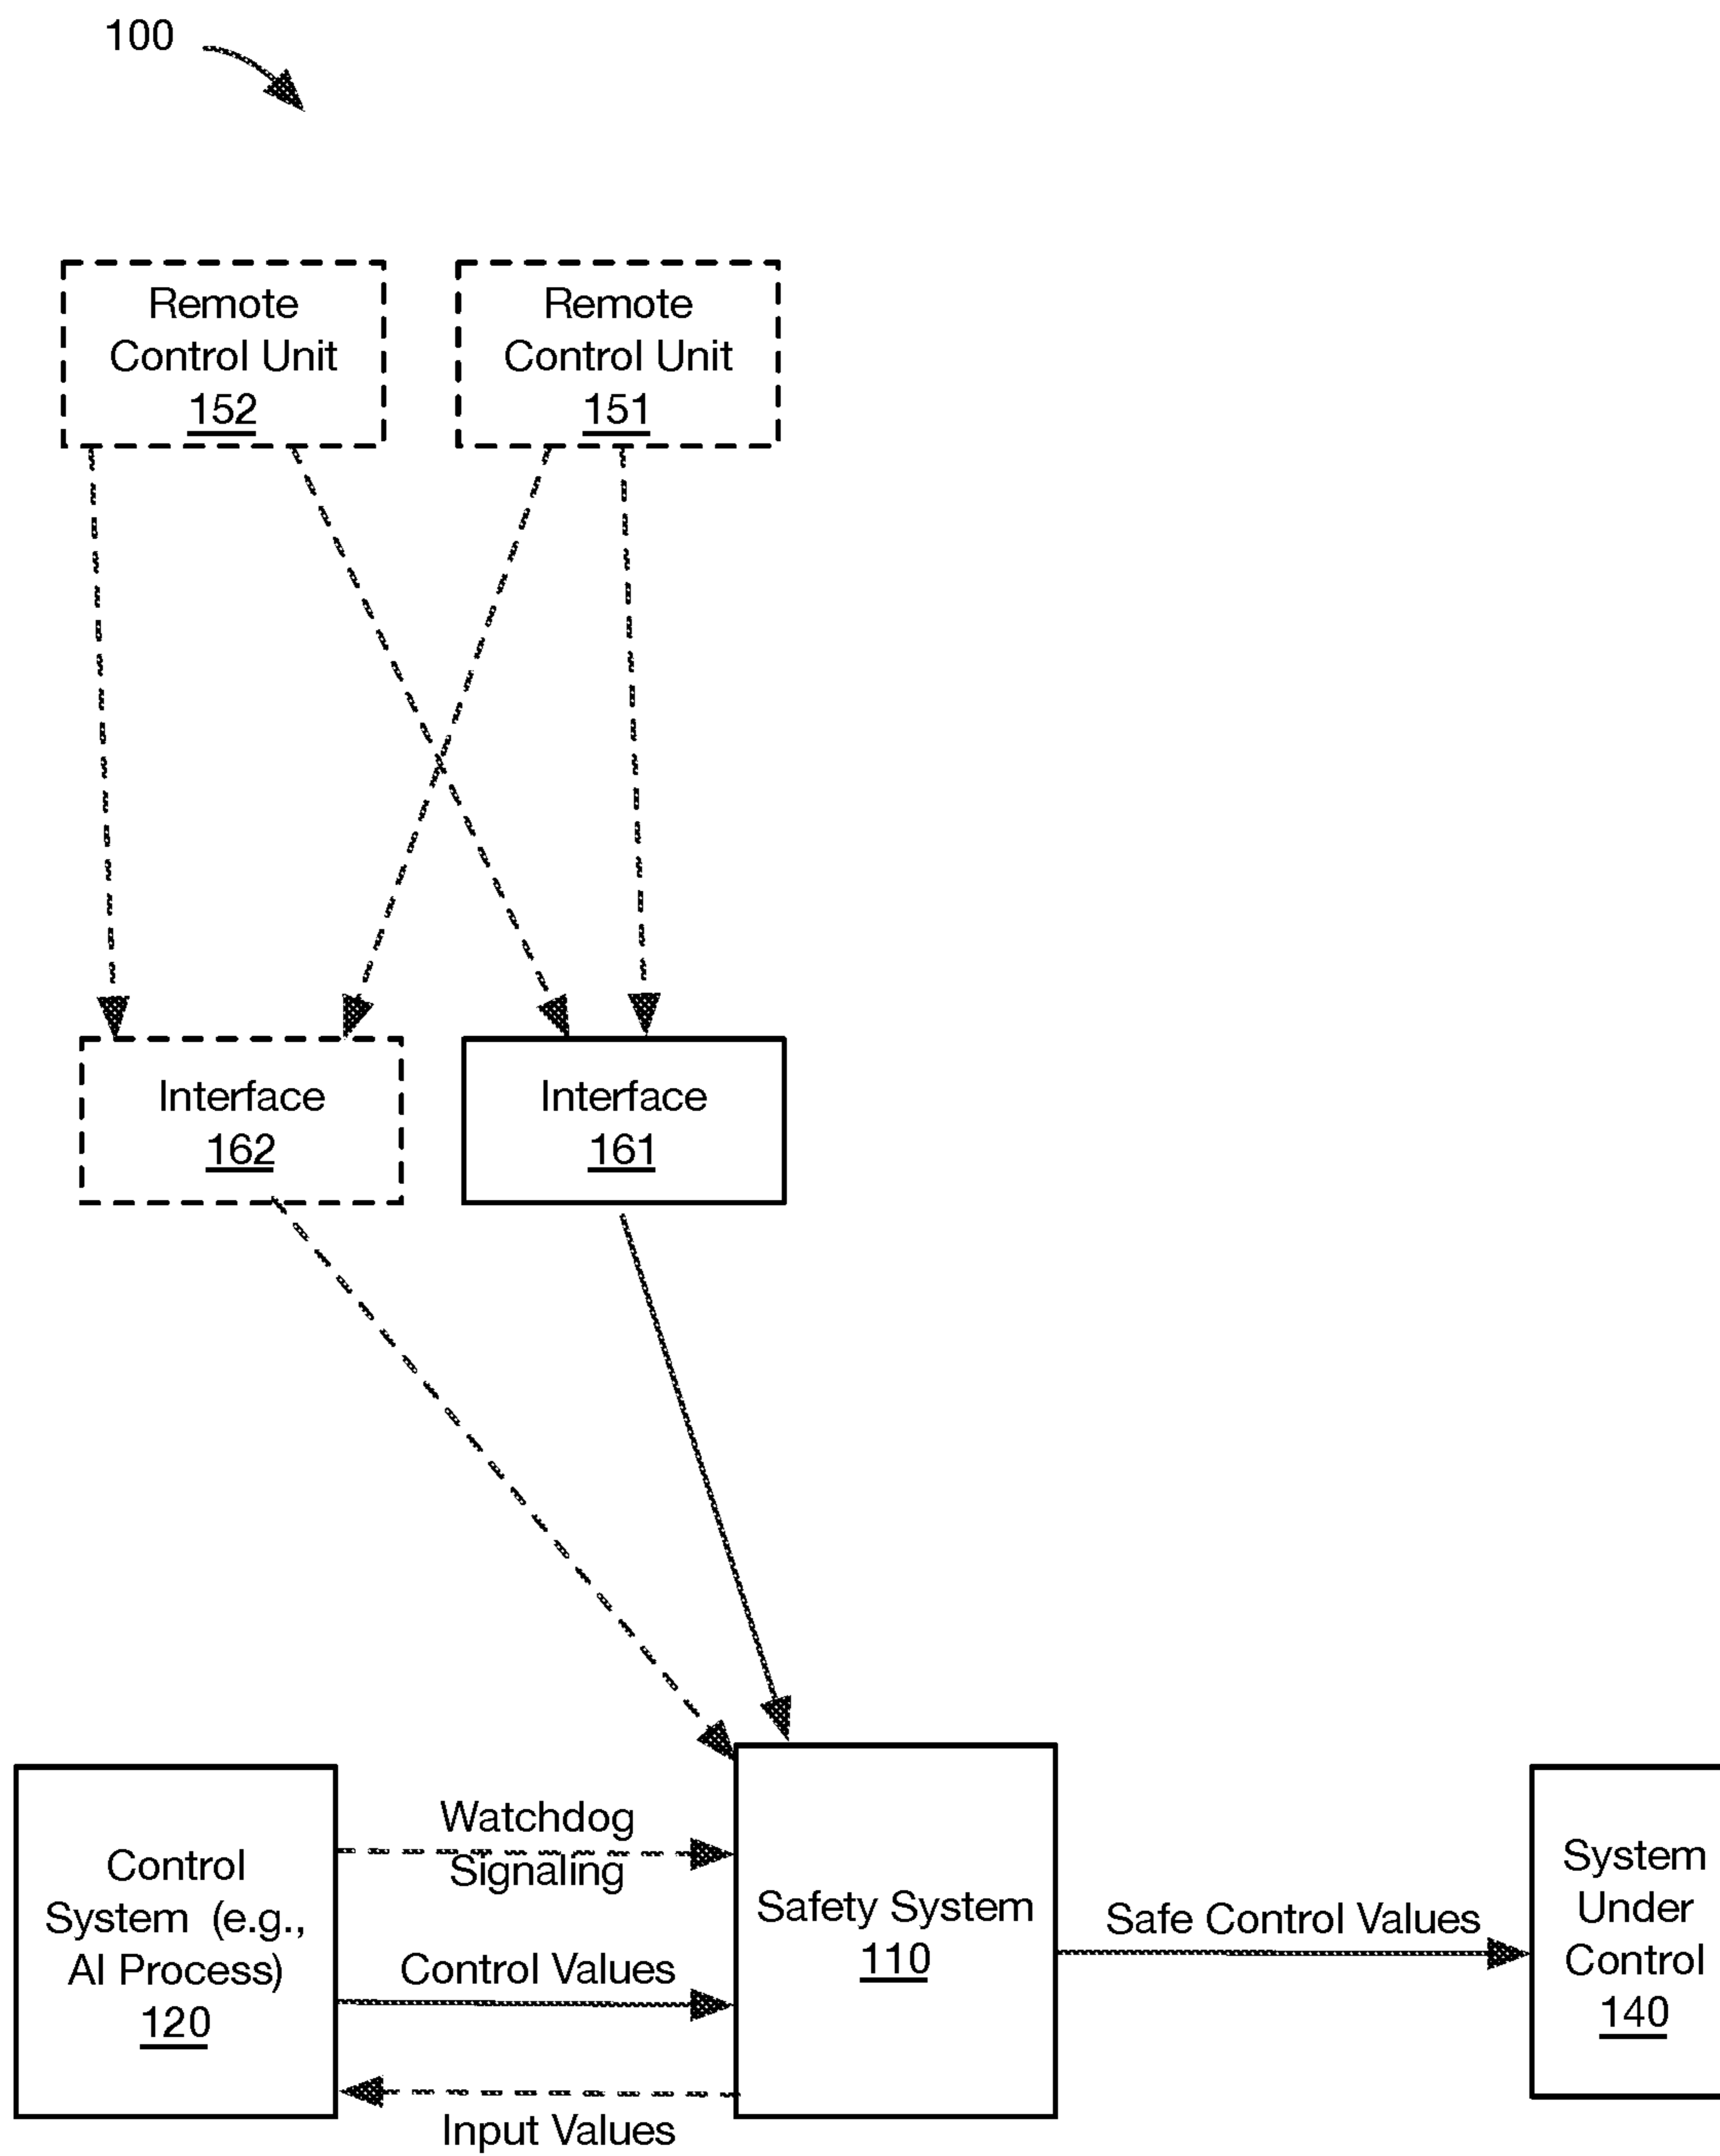 100
Remote
Control Unit
152
Remote
Control Unit
151
Interface
162
Interface
161
Control
System (e.g.,
AI Process)
120
Watchdog
Signaling
Control Values
Input Values
Safety System
110
Safe Control Values
System
Under
Control
140